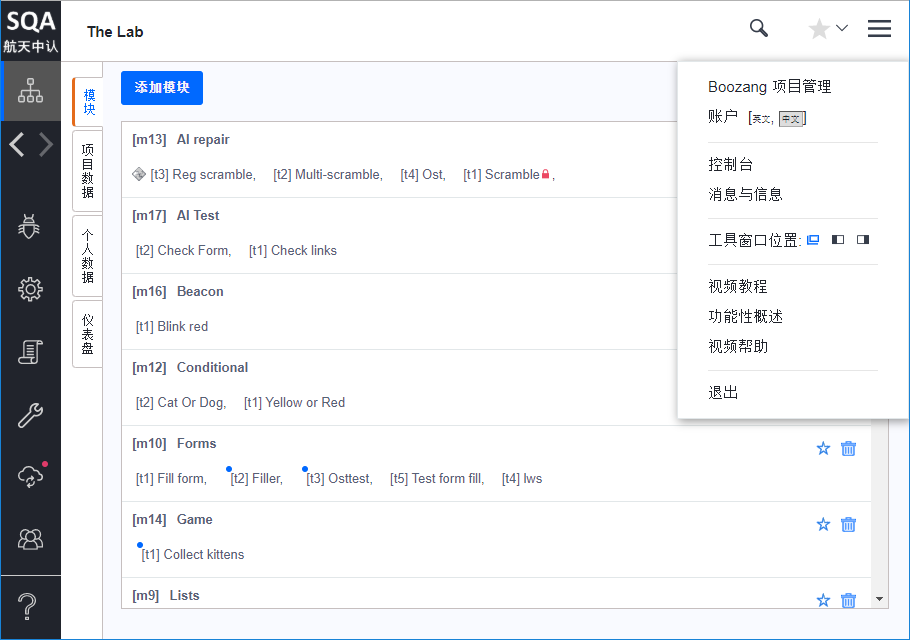 SQA
航天中认
The Lab
模块
项目数据
个人数据
仪表盘
添加模块
[m13] AI repair
[t3] Reg scramble, [t2] Multi-scramble, [t4] Ost, [t1] Scramble,
[m17] AI Test
[t2] Check Form, [t1] Check links
[m16] Beacon
[t1] Blink red
[m12] Conditional
[t2] Cat Or Dog, [t1] Yellow or Red
[m10] Forms
[t1] Fill form, [t2] Filler, [t3] Osttest, [t5] Test form fill, [t4] lws
[m14] Game
[t1] Collect kittens
[m9] Lists
Boozang 项目管理
账户 [英文, 中文]
控制台
消息与信息
工具窗口位置:
视频教程
功能性概述
视频帮助
退出